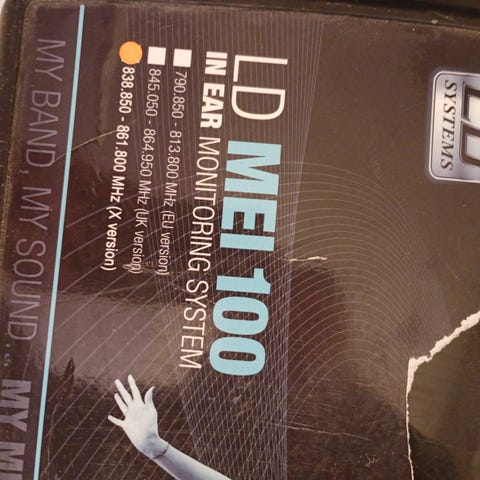 LD
SYSTEMS
LD MEI 100
IN EAR MONITORING SYSTEM
790.850 - 813.800 MHz (EU version)
845.050 - 864.950 MHz (UK version)
838.850 - 861.800 MHz (X version)
MY BAND, MY SOUND, MY